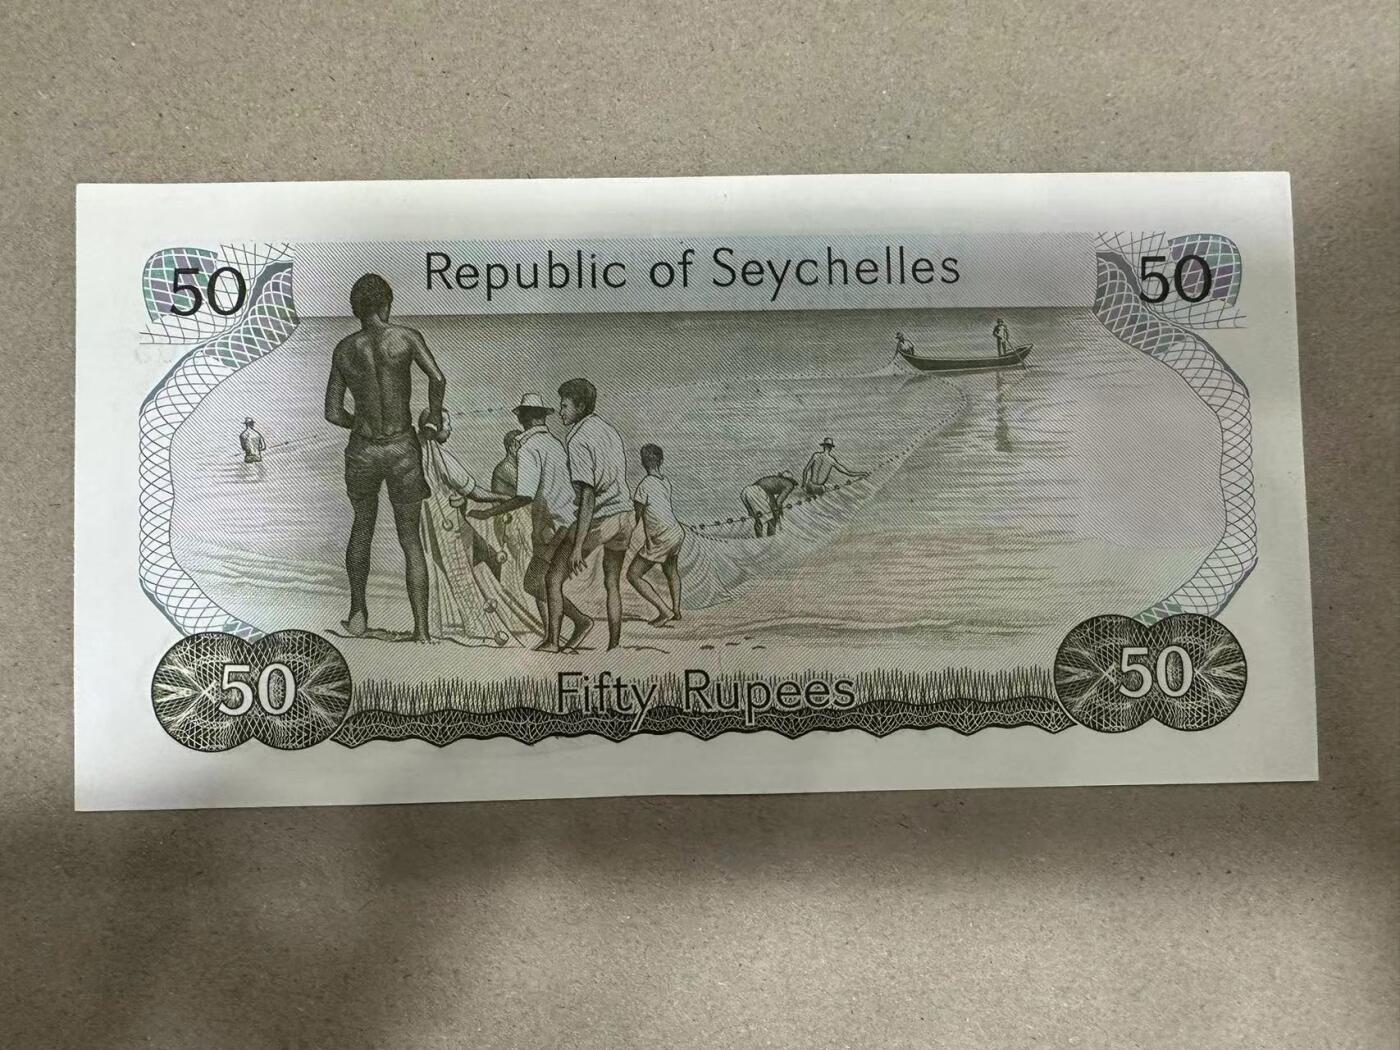 50 Republic of Seychelles 50
50 Fifty Rupees 50